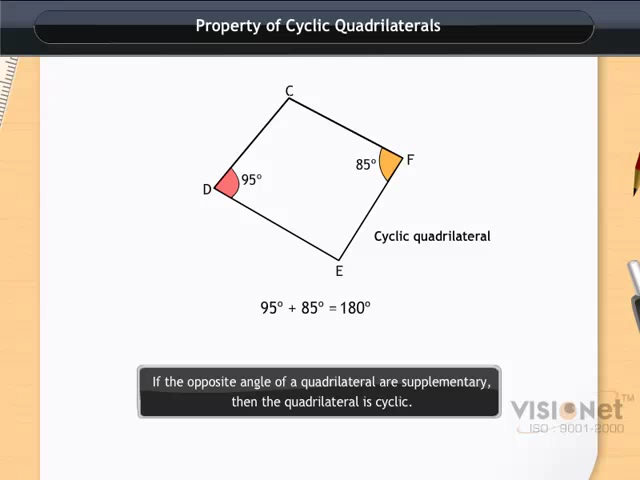 Property of Cyclic Quadrilaterals
C
F
85°
95°
D
Cyclic quadrilateral
E
95° + 85° = 180°
If the opposite angle of a quadrilateral are supplementary,
then the quadrilateral is cyclic.
VISIONet™
ISO : 9001-2000